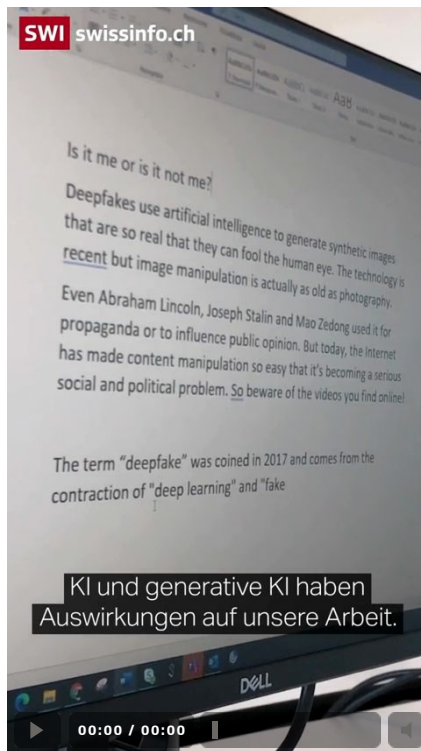 SWI swissinfo.ch
AaB
Is it me or is it not me?
Deepfakes use artificial intelligence to generate synthetic images
that are so real that they can fool the human eye. The technology is
recent but image manipulation is actually as old as photography.
Even Abraham Lincoln, Joseph Stalin and Mao Zedong used it for
propaganda or to influence public opinion. But today, the Internet
has made content manipulation so easy that it's becoming a serious
social and political problem. So beware of the videos you find online!
The term “deepfake” was coined in 2017 and comes from the
contraction of "deep learning" and "fake
KI und generative KI haben
Auswirkungen auf unsere Arbeit.
DELL
00:00 / 00:00